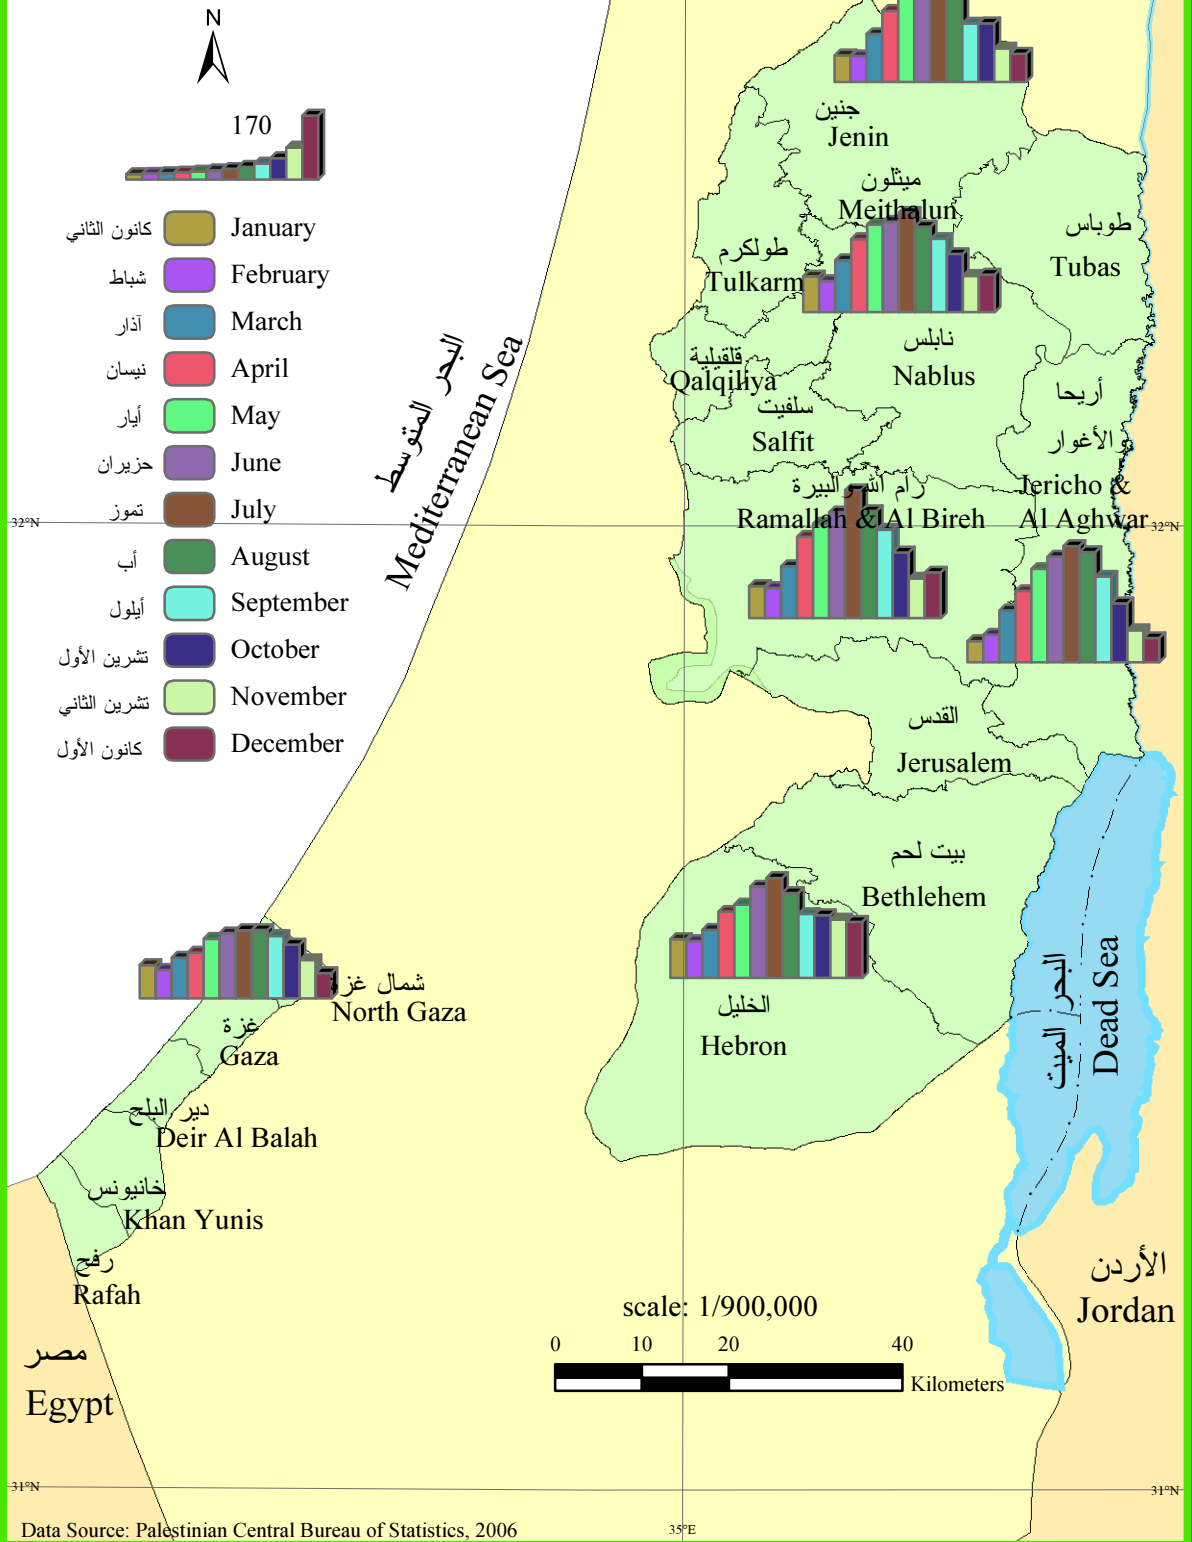 N
170
كانون الثاني January
شباط February
آذار March
نيسان April
أيار May
حزيران June
تموز July
أب August
أيلول September
تشرين الأول October
تشرين الثاني November
كانون الأول December
البحر المتوسط
Mediterranean Sea
جنين
Jenin
ميثلون
Meithalun
طوباس
Tubas
طولكرم
Tulkarm
نابلس
Nablus
قلقيلية
Qalqiliya
سلفيت
Salfit
أريحا
والأغوار
Jericho &
Al Aghwar
رام الله والبيرة
Ramallah & Al Bireh
32°N
32°N
القدس
Jerusalem
بيت لحم
Bethlehem
الخليل
Hebron
البحر الميت
Dead Sea
شمال غزة
North Gaza
غزة
Gaza
دير البلح
Deir Al Balah
خانيونس
Khan Yunis
رفح
Rafah
مصر
Egypt
الأردن
Jordan
scale: 1/900,000
0 10 20 40
Kilometers
31°N
31°N
35°E
Data Source: Palestinian Central Bureau of Statistics, 2006